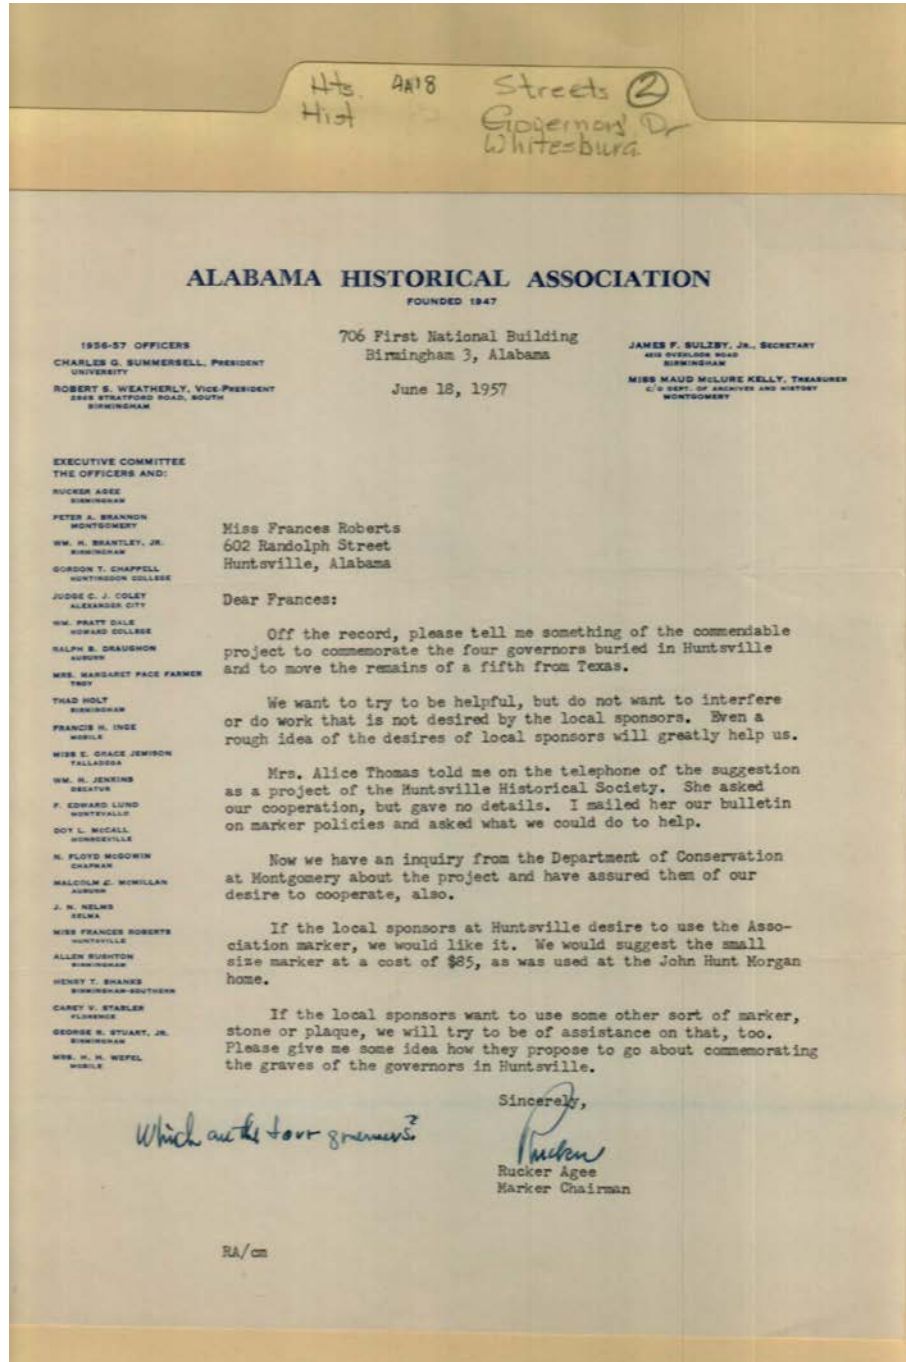 Hts. 4A18 Streets 2
Hist Governors' Dr
Whitesburg
ALABAMA HISTORICAL ASSOCIATION
FOUNDED 1947
706 First National Building
Birmingham 3, Alabama
June 18, 1957
1956-57 OFFICERS
CHARLES G. SUMMERSELL, PRESIDENT
UNIVERSITY
ROBERT S. WEATHERLY, VICE-PRESIDENT
STRATFORD ROAD, SOUTH
BIRMINGHAM
JAMES F. SULZBY, JR., SECRETARY
OVERLOOK ROAD
BIRMINGHAM
MISS MAUD McLURE KELLY, TREASURER
C/O DEPT. OF ARCHIVES AND HISTORY
MONTGOMERY
EXECUTIVE COMMITTEE
THE OFFICERS AND:
RUCKER AGEE
BIRMINGHAM
PETER A. BRANNON
MONTGOMERY
WM. H. BRANTLEY, JR.
BIRMINGHAM
GORDON T. CHAPPELL
HUNTINGDON COLLEGE
JUDGE C. J. COLEY
ALEXANDER CITY
WM. PRATT DALE
HOWARD COLLEGE
RALPH B. DRAUGHON
AUBURN
MRS. MARGARET PACE FARMER
TROY
THAD HOLT
BIRMINGHAM
FRANCIS H. INGE
MOBILE
MISS E. GRACE JEMISON
TALLADEGA
WM. H. JENKINS
DECATUR
F. EDWARD LUND
MONTEVALLO
DOY L. McCALL
MONROEVILLE
N. FLOYD McGOWIN
CHAPMAN
MALCOLM C. McMILLAN
AUBURN
J. N. NELMS
SELMA
MISS FRANCES ROBERTS
HUNTSVILLE
ALLEN RUSHTON
BIRMINGHAM
HENRY T. SHANKS
BIRMINGHAM-SOUTHERN
CAREY V. STABLER
FLORENCE
GEORGE R. STUART, JR.
BIRMINGHAM
MRS. H. H. WEFEL
MOBILE
Miss Frances Roberts
602 Randolph Street
Huntsville, Alabama
Dear Frances:
Off the record, please tell me something of the commendable
project to commemorate the four governors buried in Huntsville
and to move the remains of a fifth from Texas.
We want to try to be helpful, but do not want to interfere
or do work that is not desired by the local sponsors. Even a
rough idea of the desires of local sponsors will greatly help us.
Mrs. Alice Thomas told me on the telephone of the suggestion
as a project of the Huntsville Historical Society. She asked
our cooperation, but gave no details. I mailed her our bulletin
on marker policies and asked what we could do to help.
Now we have an inquiry from the Department of Conservation
at Montgomery about the project and have assured them of our
desire to cooperate, also.
If the local sponsors at Huntsville desire to use the Asso-
ciation marker, we would like it. We would suggest the small
size marker at a cost of $85, as was used at the John Hunt Morgan
home.
If the local sponsors want to use some other sort of marker,
stone or plaque, we will try to be of assistance on that, too.
Please give me some idea how they propose to go about commemorating
the graves of the governors in Huntsville.
Sincerely,
Which are the four governors?
Rucker
Rucker Agee
Marker Chairman
RA/cm